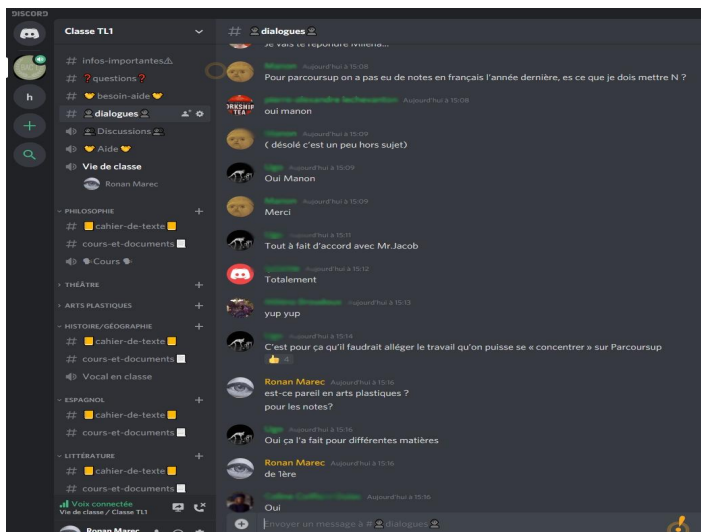 DISCORD
Classe TL1
infos-importantes⚠
❓questions❓
🤝besoin-aide🤝
dialogues
Discussions
Aide
Vie de classe
Ronan Marec
PHILOSOPHIE
cahier-de-texte
cours-et-documents
Cours
THÉÂTRE
ARTS PLASTIQUES
HISTOIRE/GÉOGRAPHIE
cahier-de-texte
cours-et-documents
Vocal en classe
ESPAGNOL
cahier-de-texte
cours-et-documents
LITTÉRATURE
cahier-de-texte
cours-et-documents
Voix connectée
Vie de classe / Classe TL1
Ronan Marec
h
# dialogues
Je vais te répondre Miléna...
Aujourd'hui à 15:08
Pour parcoursup on a pas eu de notes en français l'année dernière, es ce que je dois mettre N ?
Aujourd'hui à 15:08
oui manon
Aujourd'hui à 15:09
( désolé c'est un peu hors sujet)
Aujourd'hui à 15:09
Oui Manon
Aujourd'hui à 15:09
Merci
Aujourd'hui à 15:11
Tout à fait d'accord avec Mr.Jacob
Aujourd'hui à 15:12
Totalement
Aujourd'hui à 15:13
yup yup
Aujourd'hui à 15:14
C'est pour ça qu'il faudrait alléger le travail qu'on puisse se « concentrer » sur Parcoursup
👍 4
Ronan Marec Aujourd'hui à 15:16
est-ce pareil en arts plastiques ?
pour les notes?
Aujourd'hui à 15:16
Oui ça l'a fait pour différentes matières
Ronan Marec Aujourd'hui à 15:16
de 1ère
Aujourd'hui à 15:16
Oui
Envoyer un message à # dialogues